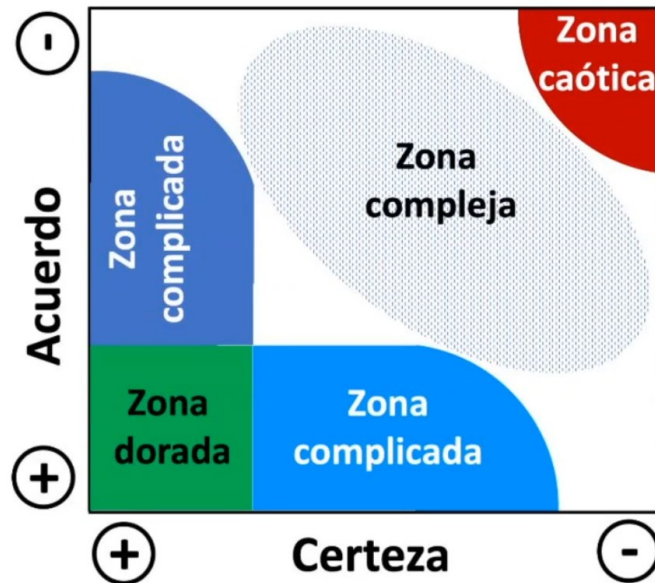 -
Zona
caótica
Zona
compleja
Zona
complicada
Acuerdo
Zona
dorada
Zona
complicada
+
+
Certeza
-